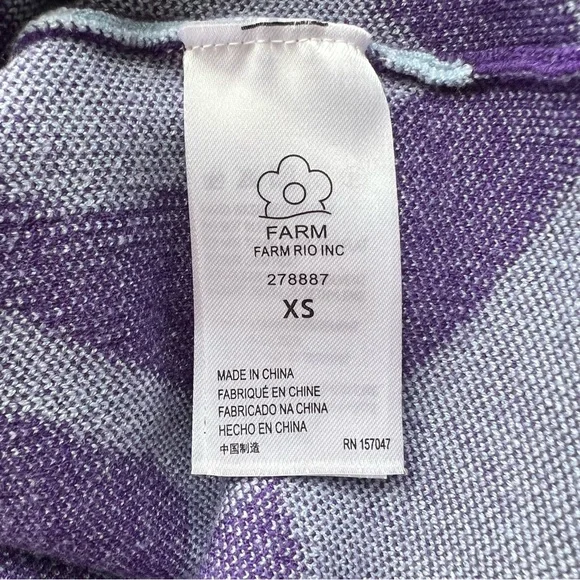 FARM
FARM RIO INC
278887
XS
MADE IN CHINA
FABRIQUÉ EN CHINE
FABRICADO NA CHINA
HECHO EN CHINA
中国制造 RN 157047